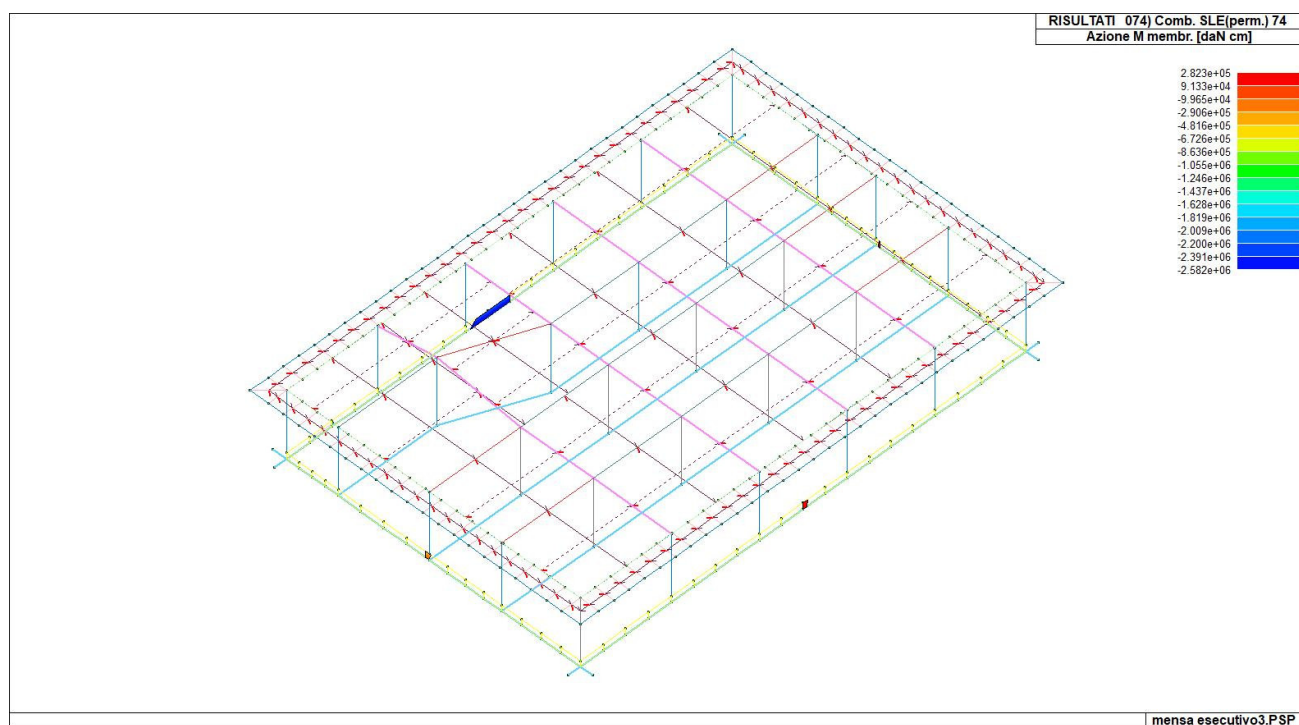 RISULTATI 074) Comb. SLE(perm.) 74
Azione M membr. [daN cm]
2.823e+05
9.133e+04
-9.965e+04
-2.906e+05
-4.816e+05
-6.726e+05
-8.636e+05
-1.055e+06
-1.246e+06
-1.437e+06
-1.628e+06
-1.819e+06
-2.009e+06
-2.200e+06
-2.391e+06
-2.582e+06
mensa esecutivo3.PSP